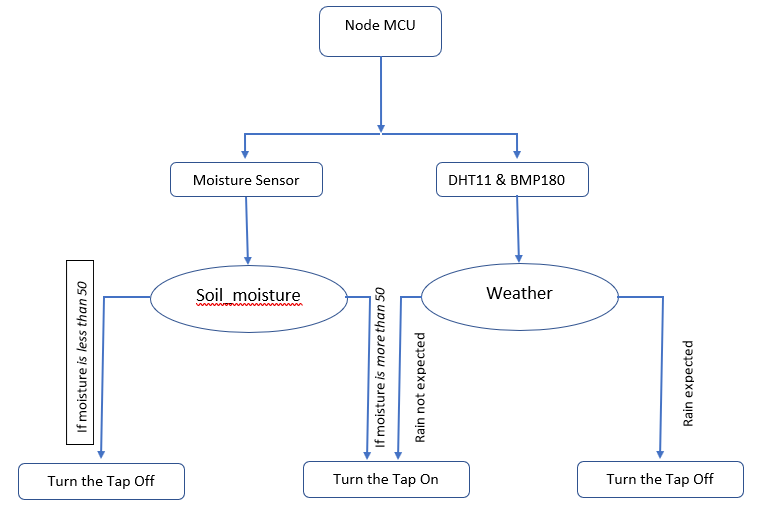 Node MCU
Moisture Sensor
DHT11 & BMP180
Soil_moisture
Weather
If moisture is less than 50
If moisture is more than 50
Rain not expected
Rain expected
Turn the Tap Off
Turn the Tap On
Turn the Tap Off